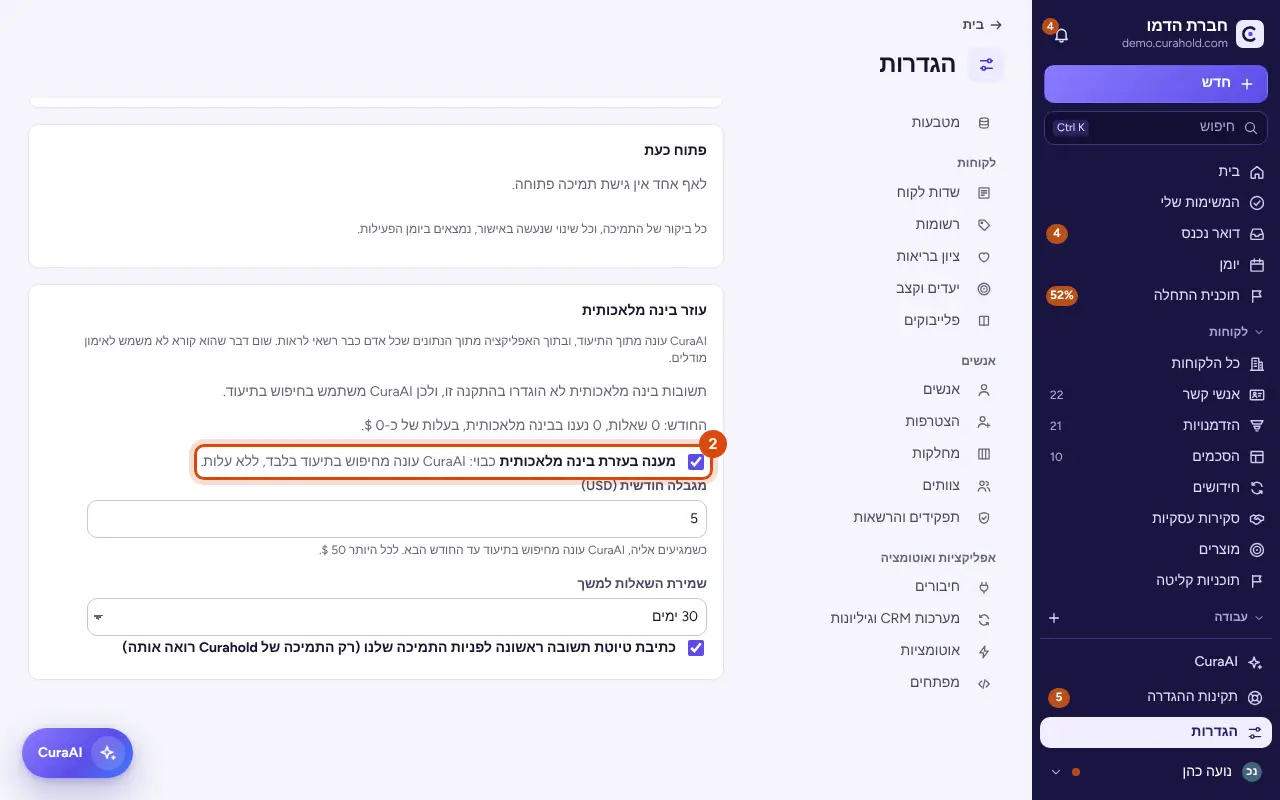 חברת הדמו
demo.curahold.com
4
חדש
חיפוש
Ctrl K
בית
המשימות שלי
דואר נכנס
4
יומן
תוכנית התחלה
52%
לקוחות
כל הלקוחות
אנשי קשר
22
הזדמנויות
21
הסכמים
10
חידושים
סקירות עסקיות
מוצרים
תוכניות קליטה
עבודה
CuraAI
תקינות ההגדרה
5
הגדרות
נכ
נועה כהן
בית
הגדרות
מטבעות
לקוחות
שדות לקוח
רשומות
ציון בריאות
יעדים וקצב
פלייבוקים
אנשים
אנשים
הצטרפות
מחלקות
צוותים
תפקידים והרשאות
אפליקציות ואוטומציה
חיבורים
מערכות CRM וגיליונות
אוטומציות
מפתחים
פתוח כעת
לאף אחד אין גישת תמיכה פתוחה.
כל ביקור של התמיכה, וכל שינוי שנעשה באישור, נמצאים ביומן הפעילות.
עוזר בינה מלאכותית
CuraAI עונה מתוך התיעוד, ובתוך האפליקציה מתוך הנתונים שכל אדם כבר רשאי לראות. שום דבר שהוא קורא לא משמש לאימון
מודלים.
תשובות בינה מלאכותית לא הוגדרו בהתקנה זו, ולכן CuraAI משתמש בחיפוש בתיעוד.
החודש: 0 שאלות, 0 נענו בבינה מלאכותית, בעלות של כ-0 $.
2
מענה בעזרת בינה מלאכותית כבוי: CuraAI עונה מחיפוש בתיעוד בלבד, ללא עלות.
מגבלה חודשית (USD)
5
כשמגיעים אליה, CuraAI עונה מחיפוש בתיעוד עד החודש הבא. לכל היותר 50 $.
שמירת השאלות למשך
30 ימים
כתיבת טיוטת תשובה ראשונה לפניות התמיכה שלנו (רק התמיכה של Curahold רואה אותה)
CuraAI